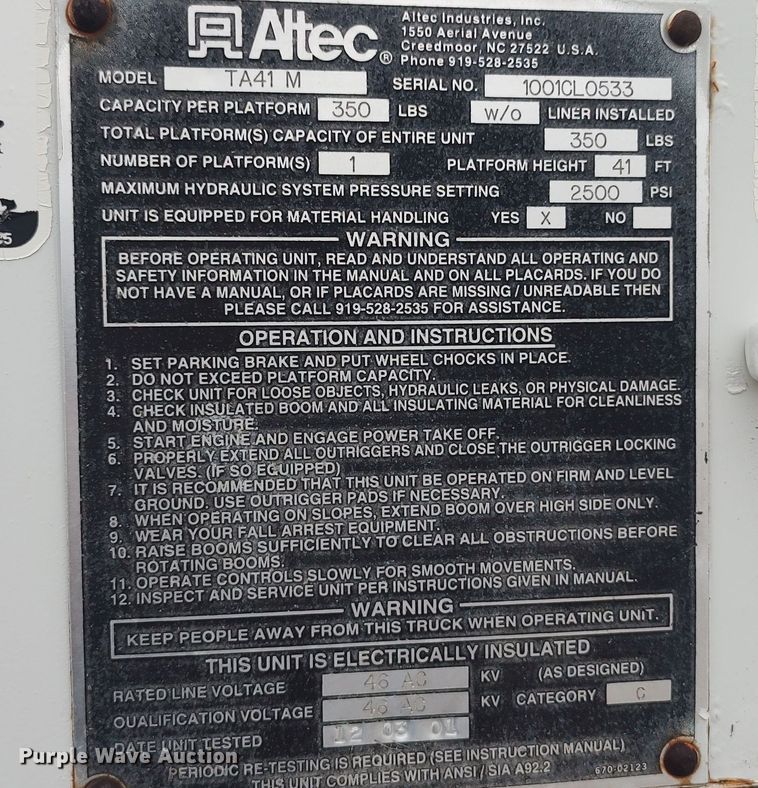 Altec®
Altec Industries, Inc.
1550 Aerial Avenue
Creedmoor, NC 27522 U.S.A.
Phone 919-528-2535
MODEL TA41 M SERIAL NO. 1001CL0533
CAPACITY PER PLATFORM 350 LBS W/O LINER INSTALLED
TOTAL PLATFORM(S) CAPACITY OF ENTIRE UNIT 350 LBS
NUMBER OF PLATFORM(S) 1 PLATFORM HEIGHT 41 FT
MAXIMUM HYDRAULIC SYSTEM PRESSURE SETTING 2500 PSI
UNIT IS EQUIPPED FOR MATERIAL HANDLING YES X NO
WARNING
BEFORE OPERATING UNIT, READ AND UNDERSTAND ALL OPERATING AND
SAFETY INFORMATION IN THE MANUAL AND ON ALL PLACARDS. IF YOU DO
NOT HAVE A MANUAL, OR IF PLACARDS ARE MISSING / UNREADABLE THEN
PLEASE CALL 919-528-2535 FOR ASSISTANCE.
OPERATION AND INSTRUCTIONS
1. SET PARKING BRAKE AND PUT WHEEL CHOCKS IN PLACE.
2. DO NOT EXCEED PLATFORM CAPACITY.
3. CHECK UNIT FOR LOOSE OBJECTS, HYDRAULIC LEAKS, OR PHYSICAL DAMAGE.
4. CHECK INSULATED BOOM AND ALL INSULATING MATERIAL FOR CLEANLINESS
AND MOISTURE.
5. START ENGINE AND ENGAGE POWER TAKE OFF.
6. PROPERLY EXTEND ALL OUTRIGGERS AND CLOSE THE OUTRIGGER LOCKING
VALVES. (IF SO EQUIPPED)
7. IT IS RECOMMENDED THAT THIS UNIT BE OPERATED ON FIRM AND LEVEL
GROUND. USE OUTRIGGER PADS IF NECESSARY.
8. WHEN OPERATING ON SLOPES, EXTEND BOOM OVER HIGH SIDE ONLY.
9. WEAR YOUR FALL ARREST EQUIPMENT.
10. RAISE BOOMS SUFFICIENTLY TO CLEAR ALL OBSTRUCTIONS BEFORE
ROTATING BOOMS.
11. OPERATE CONTROLS SLOWLY FOR SMOOTH MOVEMENTS.
12. INSPECT AND SERVICE UNIT PER INSTRUCTIONS GIVEN IN MANUAL.
WARNING
KEEP PEOPLE AWAY FROM THIS TRUCK WHEN OPERATING UNIT.
THIS UNIT IS ELECTRICALLY INSULATED
RATED LINE VOLTAGE 46 AC KV (AS DESIGNED)
QUALIFICATION VOLTAGE 46 AC KV CATEGORY C
DATE UNIT TESTED 12 03 01
PERIODIC RE-TESTING IS REQUIRED (SEE INSTRUCTION MANUAL)
THIS UNIT COMPLIES WITH ANSI / SIA A92.2 670-02123
Purple Wave Auction